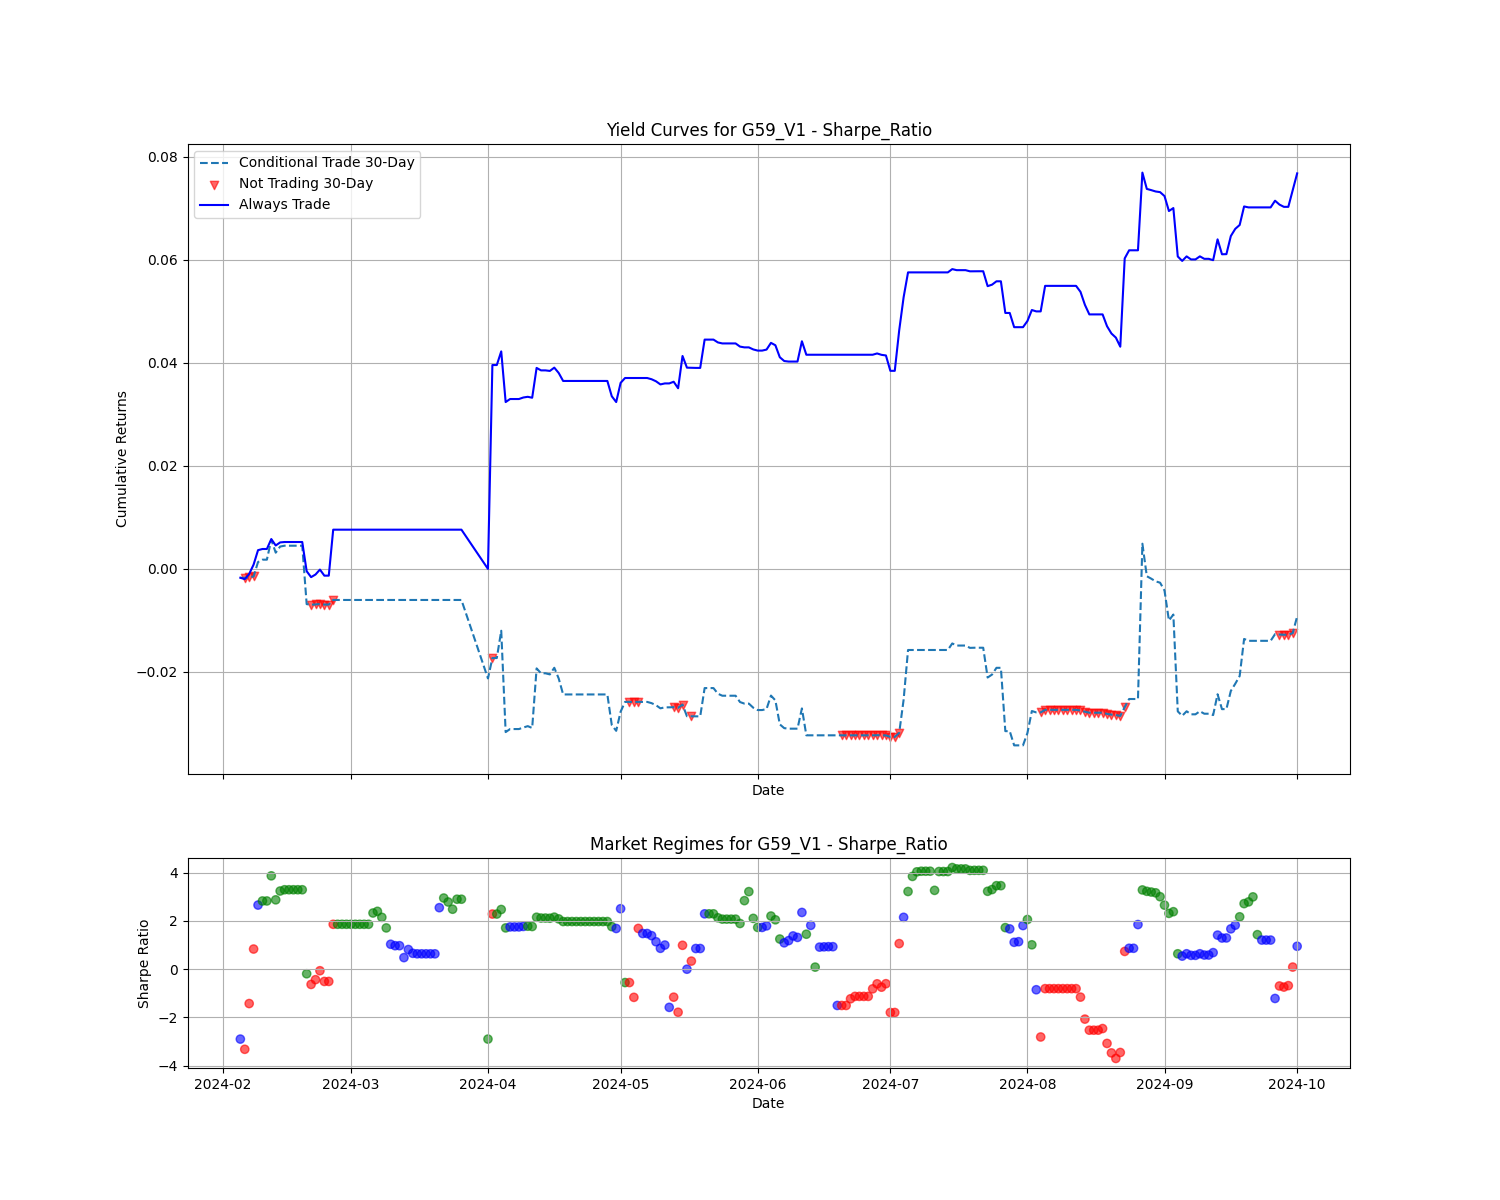 Yield Curves for G59_V1 - Sharpe_Ratio
Conditional Trade 30-Day
Not Trading 30-Day
Always Trade
0.08
0.06
0.04
0.02
0.00
−0.02
Cumulative Returns
Date
Market Regimes for G59_V1 - Sharpe_Ratio
4
2
0
−2
−4
Sharpe Ratio
2024-02 2024-03 2024-04 2024-05 2024-06 2024-07 2024-08 2024-09 2024-10
Date